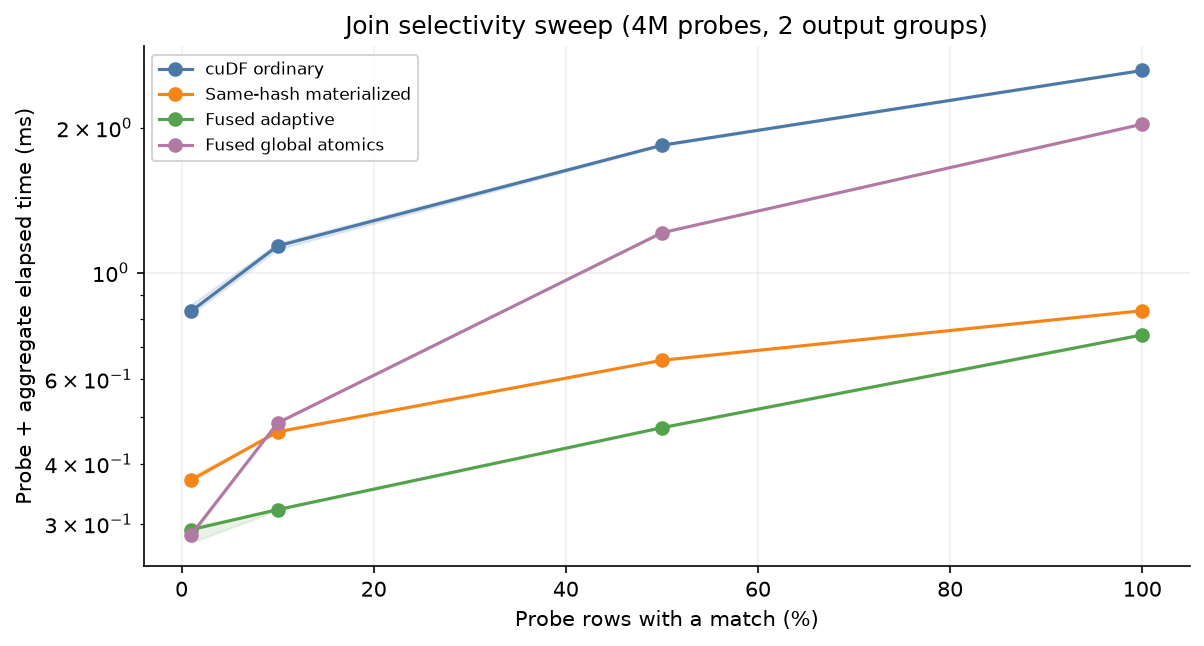 Join selectivity sweep (4M probes, 2 output groups)
cuDF ordinary
Same-hash materialized
Fused adaptive
Fused global atomics
Probe + aggregate elapsed time (ms)
2 × 10⁰
10⁰
6 × 10⁻¹
4 × 10⁻¹
3 × 10⁻¹
0 20 40 60 80 100
Probe rows with a match (%)